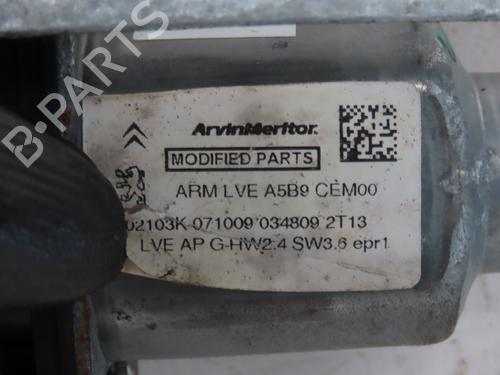 B-PARTS
ArvinMeritor.
MODIFIED PARTS
ARM LVE A5B9 CEM00
02103K 071009 034809 2T13
LVE AP G-HW2.4 SW3.6 epr1